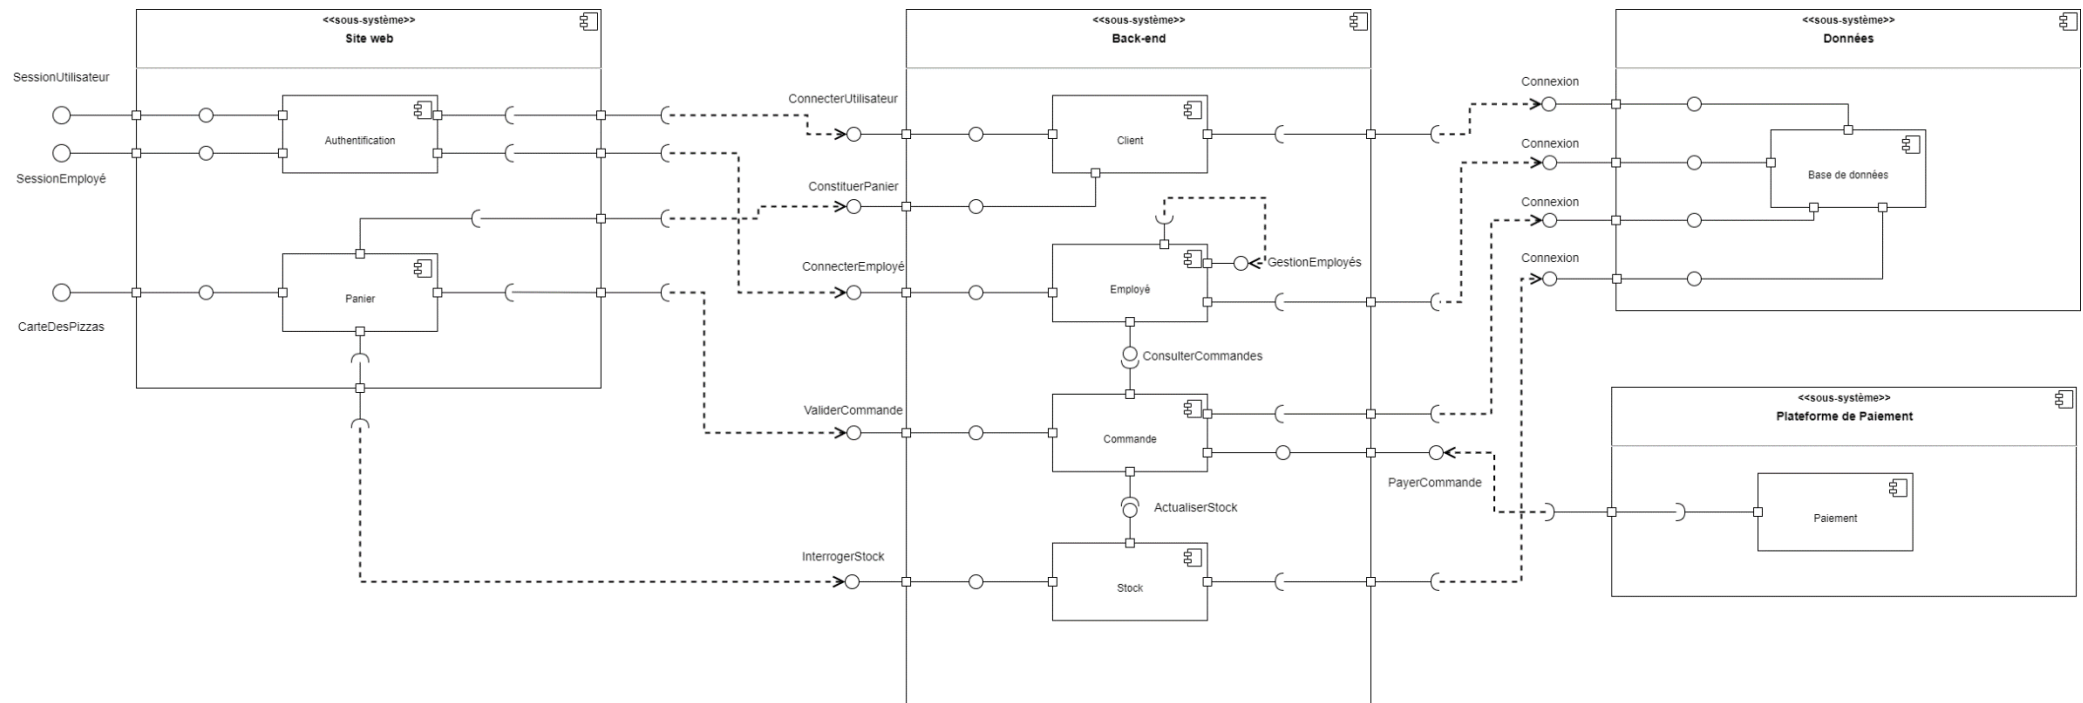 <<sous-système>>
Site web
SessionUtilisateur
SessionEmployé
CarteDesPizzas
Authentification
Panier
<<sous-système>>
Back-end
ConnecterUtilisateur
ConstituerPanier
ConnecterEmployé
ValiderCommande
InterrogerStock
Client
GestionEmployés
Employé
ConsulterCommandes
Commande
ActualiserStock
Stock
PayerCommande
<<sous-système>>
Données
Connexion
Connexion
Connexion
Connexion
Base de données
<<sous-système>>
Plateforme de Paiement
Paiement